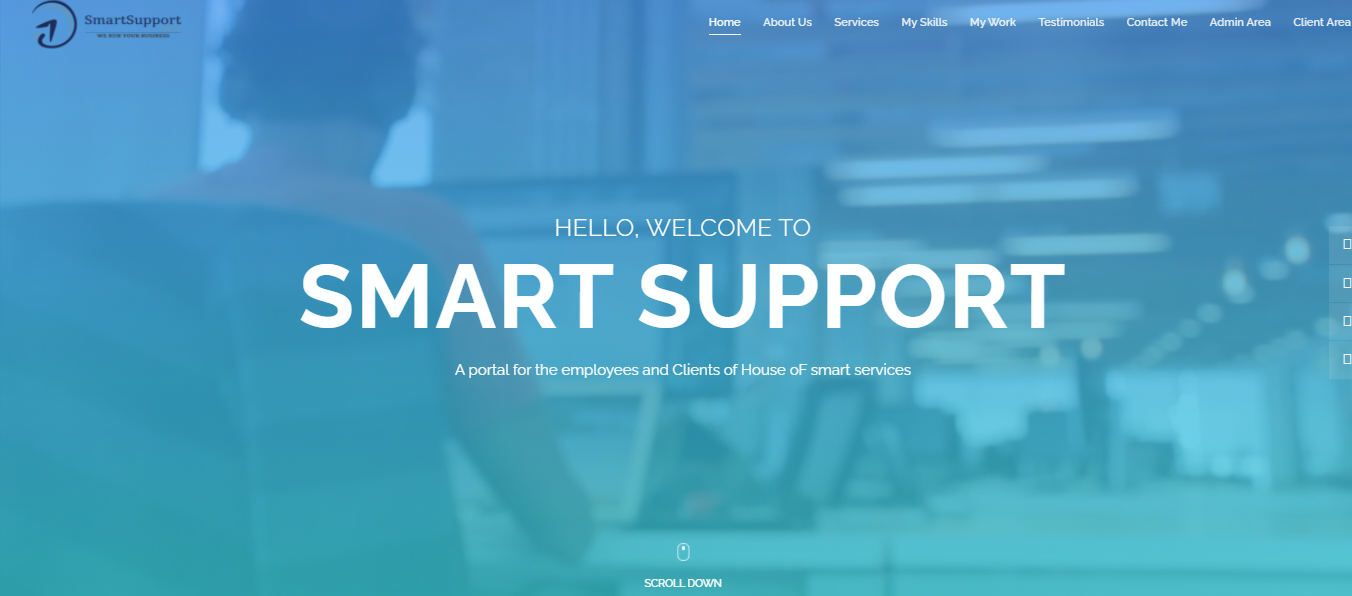 SmartSupport
WE RUN YOUR BUSINESS
Home About Us Services My Skills My Work Testimonials Contact Me Admin Area Client Area
HELLO, WELCOME TO
SMART SUPPORT
A portal for the employees and Clients of House oF smart services
SCROLL DOWN